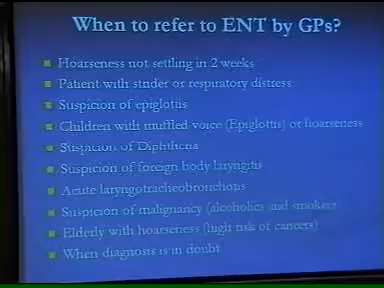 When to refer to ENT by GPs?
Hoarseness not settling in 2 weeks
Patient with strider or respiratory distress
Suspicion of epiglottis
Children with muffled voice (Epiglottis) or hoarseness
Suspicion of Diphtheria
Suspicion of foreign body laryngitis
Acute laryngotracheobronchitis
Suspicion of malignancy (alcoholics and smokers
Elderly with hoarseness (high risk of cancers)
When diagnosis is in doubt